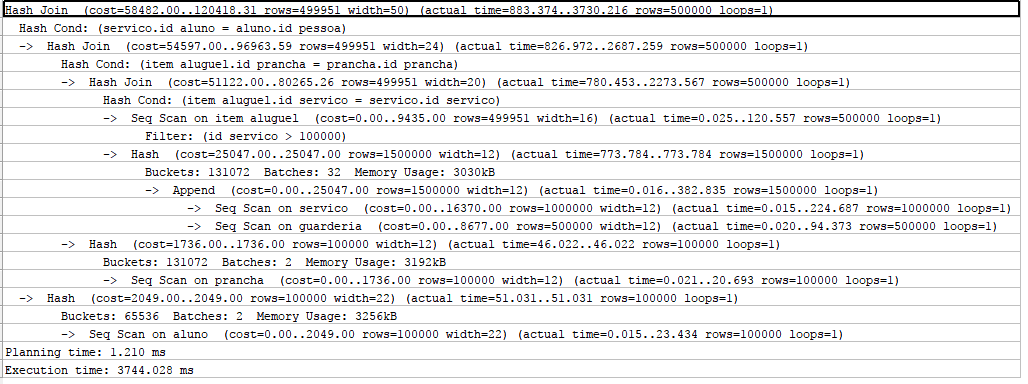 Hash Join  (cost=58482.00..120418.31 rows=499951 width=50) (actual time=883.374..3730.216 rows=500000 loops=1)
Hash Cond: (servico.id aluno = aluno.id pessoa)
->  Hash Join  (cost=54597.00..96963.59 rows=499951 width=24) (actual time=826.972..2687.259 rows=500000 loops=1)
Hash Cond: (item aluguel.id prancha = prancha.id prancha)
->  Hash Join  (cost=51122.00..80265.26 rows=499951 width=20) (actual time=780.453..2273.567 rows=500000 loops=1)
Hash Cond: (item aluguel.id servico = servico.id servico)
->  Seq Scan on item aluguel  (cost=0.00..9435.00 rows=499951 width=16) (actual time=0.025..120.557 rows=500000 loops=1)
Filter: (id servico > 100000)
->  Hash  (cost=25047.00..25047.00 rows=1500000 width=12) (actual time=773.784..773.784 rows=1500000 loops=1)
Buckets: 131072  Batches: 32  Memory Usage: 3030kB
->  Append  (cost=0.00..25047.00 rows=1500000 width=12) (actual time=0.016..382.835 rows=1500000 loops=1)
->  Seq Scan on servico  (cost=0.00..16370.00 rows=1000000 width=12) (actual time=0.015..224.687 rows=1000000 loops=1)
->  Seq Scan on guarderia  (cost=0.00..8677.00 rows=500000 width=12) (actual time=0.020..94.373 rows=500000 loops=1)
->  Hash  (cost=1736.00..1736.00 rows=100000 width=12) (actual time=46.022..46.022 rows=100000 loops=1)
Buckets: 131072  Batches: 2  Memory Usage: 3192kB
->  Seq Scan on prancha  (cost=0.00..1736.00 rows=100000 width=12) (actual time=0.021..20.693 rows=100000 loops=1)
->  Hash  (cost=2049.00..2049.00 rows=100000 width=22) (actual time=51.031..51.031 rows=100000 loops=1)
Buckets: 65536  Batches: 2  Memory Usage: 3256kB
->  Seq Scan on aluno  (cost=0.00..2049.00 rows=100000 width=22) (actual time=0.015..23.434 rows=100000 loops=1)
Planning time: 1.210 ms
Execution time: 3744.028 ms